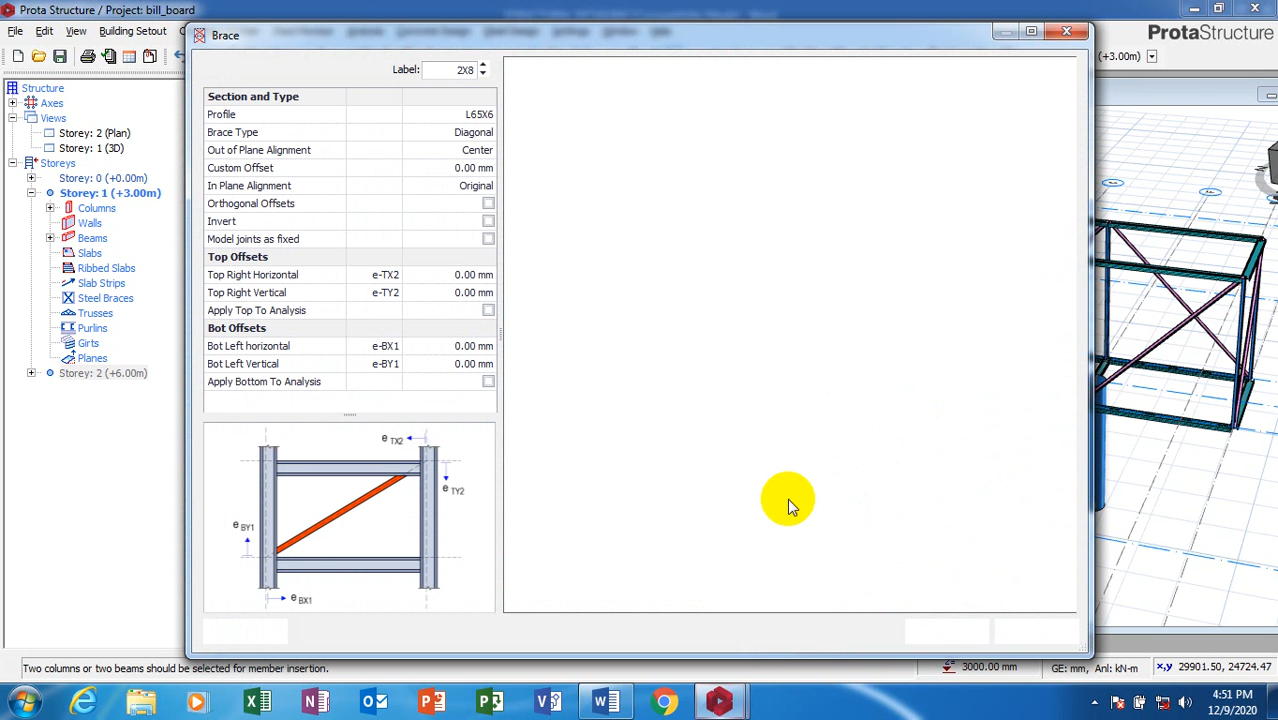 Prota Structure / Project: bill_board
File Edit View Building Setout
ProtaStructure
(+3.00m)
Structure
Axes
Views
Storey: 2 (Plan)
Storey: 1 (3D)
Storeys
Storey: 0 (+0.00m)
Storey: 1 (+3.00m)
Columns
Walls
Beams
Slabs
Ribbed Slabs
Slab Strips
Steel Braces
Trusses
Purlins
Girts
Planes
Storey: 2 (+6.00m)
Brace
Label: 2X8
Section and Type
Profile L65X6
Brace Type Diagonal
Out of Plane Alignment Center
Custom Offset 0.00 mm
In Plane Alignment Original
Orthogonal Offsets
Invert
Model joints as fixed
Top Offsets
Top Right Horizontal e-TX2 0.00 mm
Top Right Vertical e-TY2 0.00 mm
Apply Top To Analysis
Bot Offsets
Bot Left horizontal e-BX1 0.00 mm
Bot Left Vertical e-BY1 0.00 mm
Apply Bottom To Analysis
e TX2
e TY2
e BY1
e BX1
Two columns or two beams should be selected for member insertion.
3000.00 mm GE: mm, Anl: kN-m x,y 29901.50, 24724.47
4:51 PM
12/9/2020